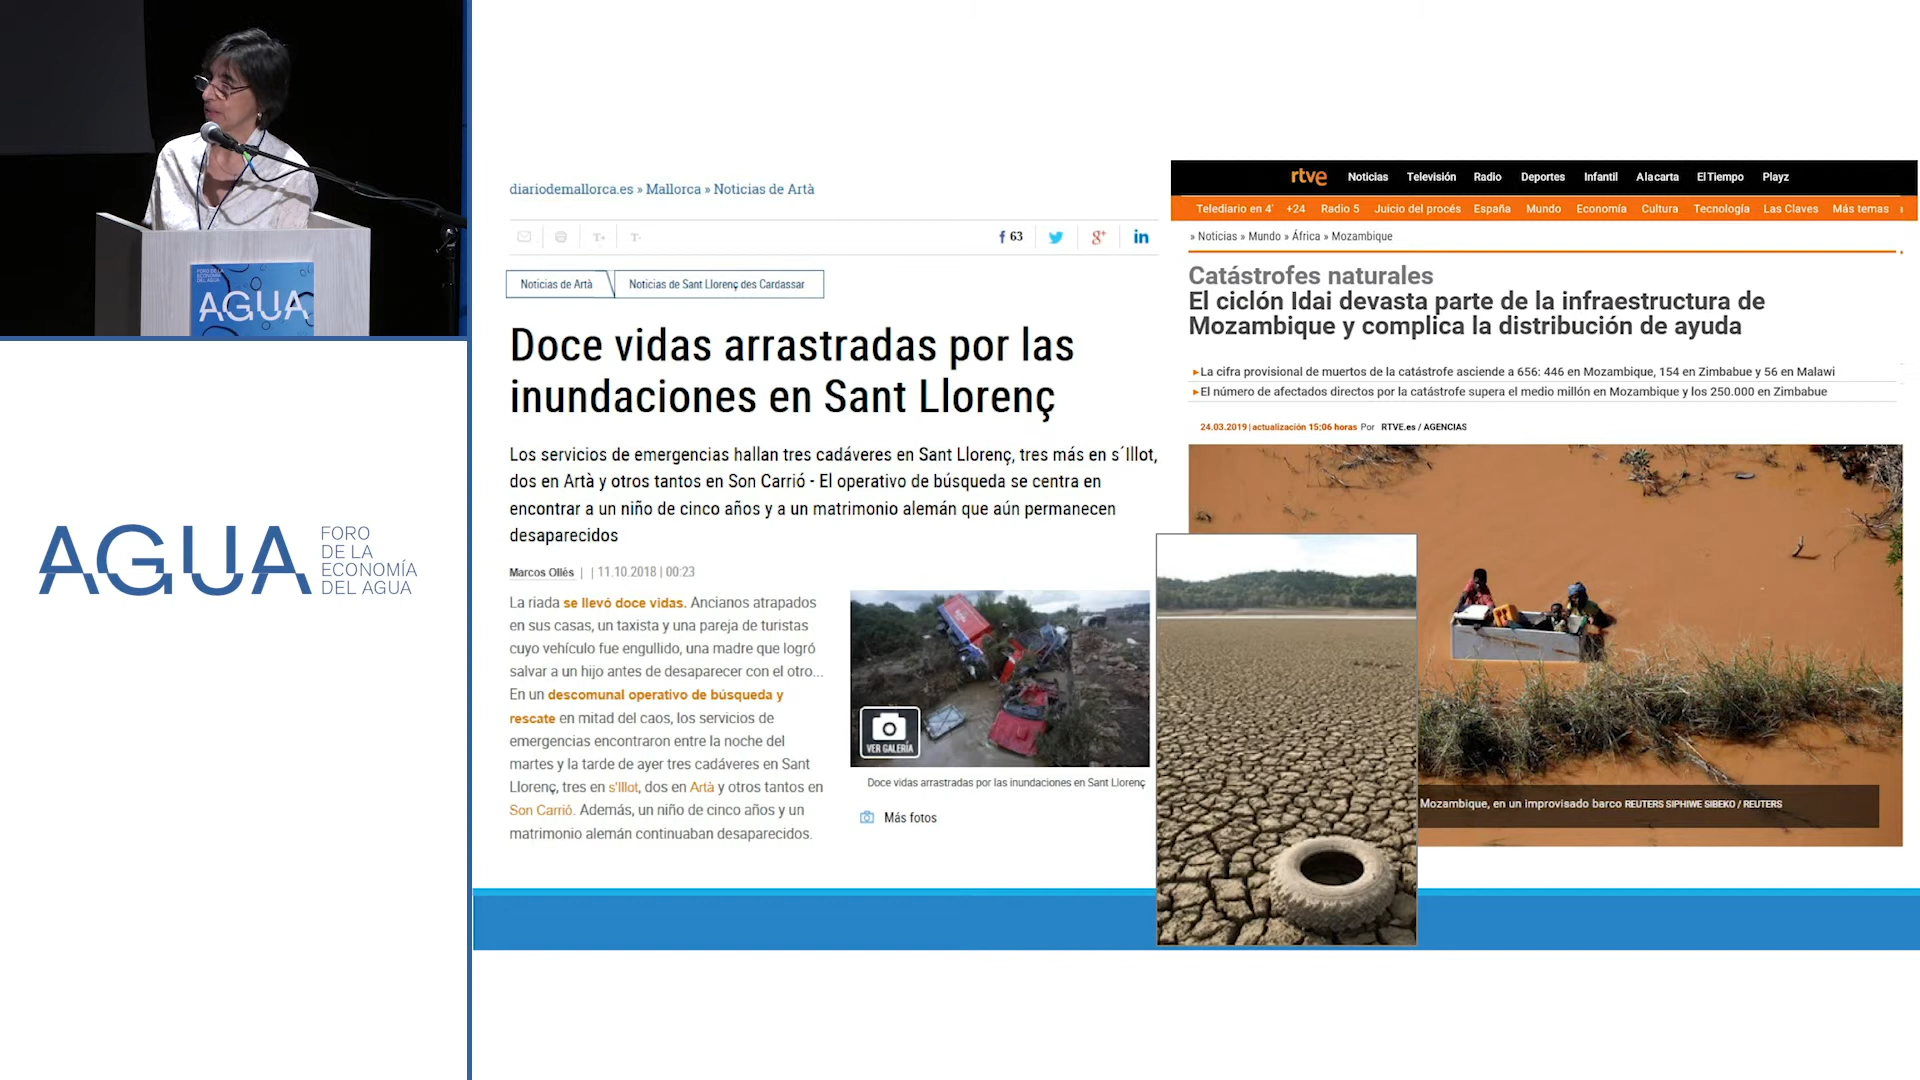 FORO DE LA
ECONOMÍA
DEL AGUA
AGUA
AGUA
FORO
DE LA
ECONOMÍA
DEL AGUA
diariodemallorca.es » Mallorca » Noticias de Artà
T+ T-
f 63
g+
in
Noticias de Artà
Noticias de Sant Llorenç des Cardassar
Doce vidas arrastradas por las
inundaciones en Sant Llorenç
Los servicios de emergencias hallan tres cadáveres en Sant Llorenç, tres más en s´Illot,
dos en Artà y otros tantos en Son Carrió - El operativo de búsqueda se centra en
encontrar a un niño de cinco años y a un matrimonio alemán que aún permanecen
desaparecidos
Marcos Ollés | | 11.10.2018 | 00:23
La riada se llevó doce vidas. Ancianos atrapados
en sus casas, un taxista y una pareja de turistas
cuyo vehículo fue engullido, una madre que logró
salvar a un hijo antes de desaparecer con el otro...
En un descomunal operativo de búsqueda y
rescate en mitad del caos, los servicios de
emergencias encontraron entre la noche del
martes y la tarde de ayer tres cadáveres en Sant
Llorenç, tres en s'Illot, dos en Artà y otros tantos en
Son Carrió. Además, un niño de cinco años y un
matrimonio alemán continuaban desaparecidos.
VER GALERÍA
Doce vidas arrastradas por las inundaciones en Sant Llorenç
Más fotos
rtve Noticias Televisión Radio Deportes Infantil Alacarta ElTiempo Playz
Telediario en 4' +24 Radio 5 Juicio del procés España Mundo Economía Cultura Tecnología Las Claves Más temas
» Noticias » Mundo » África » Mozambique
Catástrofes naturales
El ciclón Idai devasta parte de la infraestructura de
Mozambique y complica la distribución de ayuda
La cifra provisional de muertos de la catástrofe asciende a 656: 446 en Mozambique, 154 en Zimbabue y 56 en Malawi
El número de afectados directos por la catástrofe supera el medio millón en Mozambique y los 250.000 en Zimbabue
24.03.2019 | actualización 15:06 horas Por RTVE.es / AGENCIAS
Mozambique, en un improvisado barco REUTERS SIPHIWE SIBEKO / REUTERS